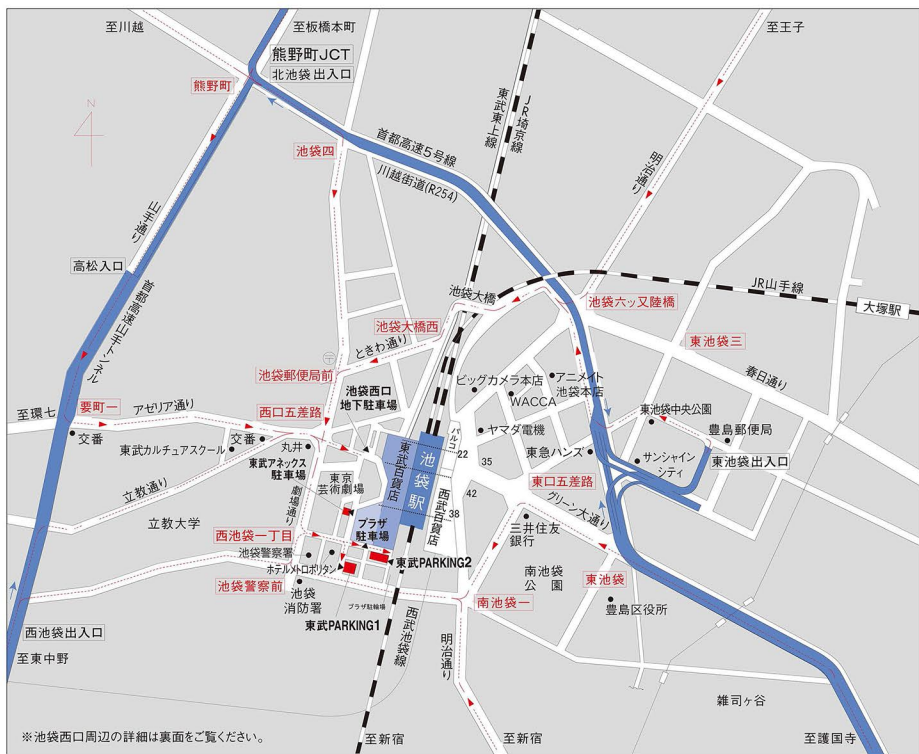 至川越
至板橋本町
至王子
熊野町JCT
北池袋出入口
熊野町
N
東武東上線
JR埼京線
首都高速5号線
池袋四
川越街道(R254)
明治通り
山手通り
高松入口
首都高速山手トンネル
池袋大橋
JR山手線
池袋六ッ又陸橋
大塚駅
池袋大橋西
ときわ通り
東池袋三
〒
池袋郵便局前
池袋西口
地下駐車場
ビッグカメラ本店
アニメイト
池袋本店
WACCA
春日通り
至環七
要町一
アゼリア通り
西口五差路
東池袋中央公園
豊島郵便局
交番
東武カルチュアスクール
交番
丸井
パルコ
ヤマダ電機
22
35
東急ハンズ
サンシャイン
シティ
東池袋出入口
東武アネックス
駐車場
東武百貨店
池袋駅
西武百貨店
東口五差路
立教通り
劇場通り
東京
芸術劇場
42
38
グリーン大通り
立教大学
プラザ
駐車場
三井住友
銀行
西池袋一丁目
池袋警察署
ホテルメトロポリタン
東武PARKING2
南池袋
公園
東池袋
池袋警察前
池袋
消防署
プラザ駐輪場
南池袋一
豊島区役所
東武PARKING1
西武池袋線
明治通り
西池袋出入口
至東中野
雑司ヶ谷
※池袋西口周辺の詳細は裏面をご覧ください。
至新宿
至新宿
至護国寺